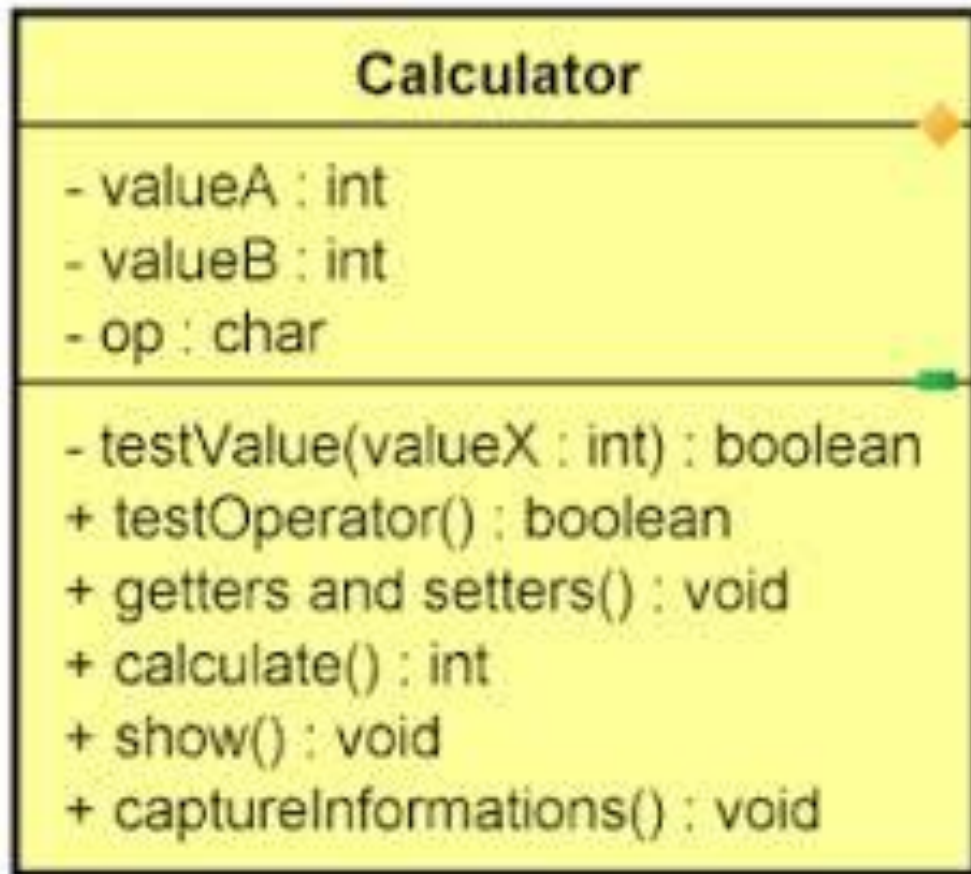 Calculator
- valueA : int
- valueB : int
- op : char
- testValue(valueX : int) : boolean
+ testOperator() : boolean
+ getters and setters() : void
+ calculate() : int
+ show() : void
+ captureInformations() : void